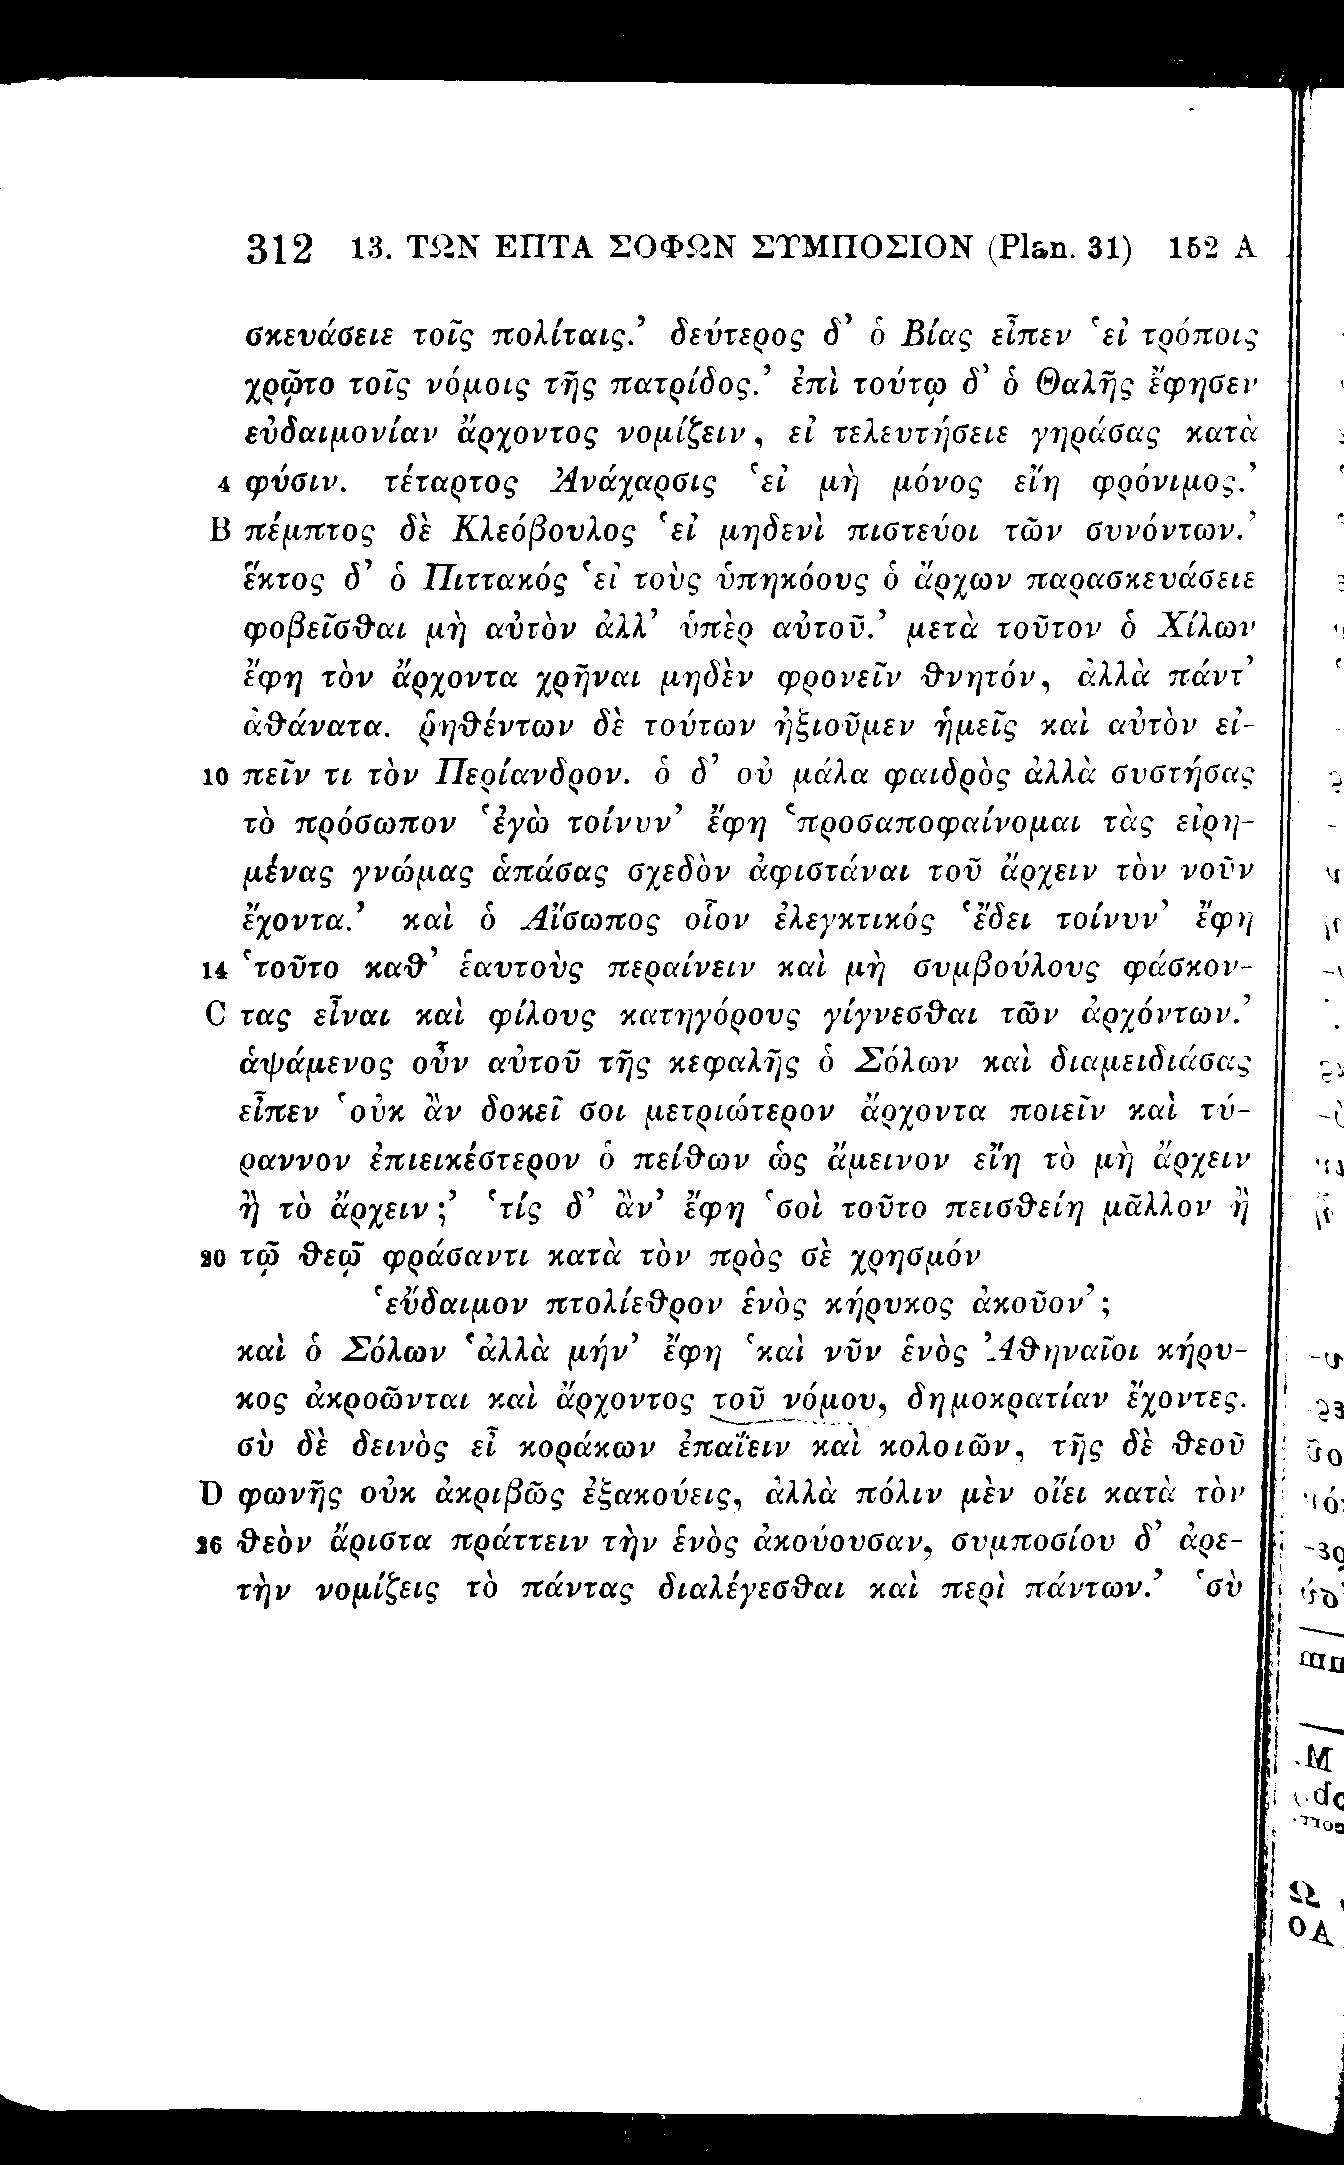 312 13. ΤΩΝ ΕΠΤΑ ΣΟΦΩΝ ΣΥΜΠΟΣΙΟΝ (Plan. 31) 152 A
σκευάσειε τοῖς πολίταις.’ δεύτερος δ’ ὁ Βίας εἶπεν ‘εἰ τρόποις
χρῷτο τοῖς νόμοις τῆς πατρίδος.’ ἐπὶ τούτῳ δ’ ὁ Θαλῆς ἔφησεν
εὐδαιμονίαν ἄρχοντος νομίζειν, εἰ τελευτήσειε γηράσας κατὰ
4 φύσιν. τέταρτος Ἀνάχαρσις ‘εἰ μὴ μόνος εἴη φρόνιμος.’
B πέμπτος δὲ Κλεόβουλος ‘εἰ μηδενὶ πιστεύοι τῶν συνόντων.’
ἕκτος δ’ ὁ Πιττακός ‘εἰ τοὺς ὑπηκόους ὁ ἄρχων παρασκευάσειε
φοβεῖσθαι μὴ αὐτὸν ἀλλ’ ὑπὲρ αὐτοῦ.’ μετὰ τοῦτον ὁ Χίλων
ἔφη τὸν ἄρχοντα χρῆναι μηδὲν φρονεῖν θνητόν, ἀλλὰ πάντ’
ἀθάνατα. ῥηθέντων δὲ τούτων ἠξιοῦμεν ἡμεῖς καὶ αὐτὸν εἰ-
10 πεῖν τι τὸν Περίανδρον. ὁ δ’ οὐ μάλα φαιδρὸς ἀλλὰ συστήσας
τὸ πρόσωπον ‘ἐγὼ τοίνυν’ ἔφη ‘προσαποφαίνομαι τὰς εἰρη-
μένας γνώμας ἁπάσας σχεδὸν ἀφιστάναι τοῦ ἄρχειν τὸν νοῦν
ἔχοντα.’ καὶ ὁ Αἴσωπος οἷον ἐλεγκτικός ‘ἔδει τοίνυν’ ἔφη
14 ‘τοῦτο καθ’ ἑαυτοὺς περαίνειν καὶ μὴ συμβούλους φάσκον-
C τας εἶναι καὶ φίλους κατηγόρους γίγνεσθαι τῶν ἀρχόντων.’
ἁψάμενος οὖν αὐτοῦ τῆς κεφαλῆς ὁ Σόλων καὶ διαμειδιάσας
εἶπεν ‘οὐκ ἂν δοκεῖ σοι μετριώτερον ἄρχοντα ποιεῖν καὶ τύ-
ραννον ἐπιεικέστερον ὁ πείθων ὡς ἄμεινον εἴη τὸ μὴ ἄρχειν
ἢ τὸ ἄρχειν;’ ‘τίς δ’ ἂν’ ἔφη ‘σοὶ τοῦτο πεισθείη μᾶλλον ἢ
20 τῷ θεῷ φράσαντι κατὰ τὸν πρὸς σὲ χρησμόν
‘εὔδαιμον πτολίεθρον ἑνὸς κήρυκος ἀκοῦον’;
καὶ ὁ Σόλων ‘ἀλλὰ μήν’ ἔφη ‘καὶ νῦν ἑνὸς Ἀθηναῖοι κήρυ-
κος ἀκροῶνται καὶ ἄρχοντος τοῦ νόμου, δημοκρατίαν ἔχοντες.
σὺ δὲ δεινὸς εἶ κοράκων ἐπαΐειν καὶ κολοιῶν, τῆς δὲ θεοῦ
D φωνῆς οὐκ ἀκριβῶς ἐξακούεις, ἀλλὰ πόλιν μὲν οἴει κατὰ τὸν
26 θεὸν ἄριστα πράττειν τὴν ἑνὸς ἀκούουσαν, συμποσίου δ’ ἀρε-
τὴν νομίζεις τὸ πάντας διαλέγεσθαι καὶ περὶ πάντων.’ ‘σὺ